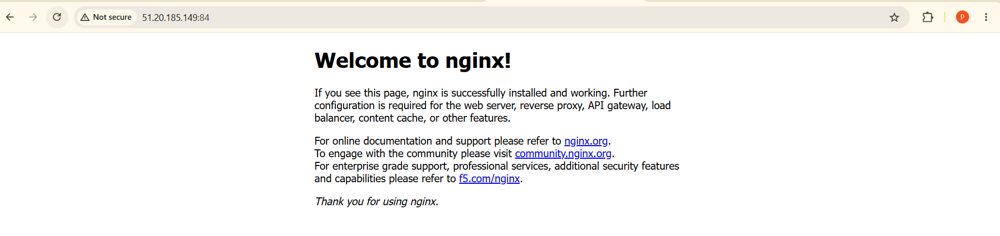 Not secure 51.20.185.149:84
P
Welcome to nginx!
If you see this page, nginx is successfully installed and working. Further
configuration is required for the web server, reverse proxy, API gateway, load
balancer, content cache, or other features.
For online documentation and support please refer to nginx.org.
To engage with the community please visit community.nginx.org.
For enterprise grade support, professional services, additional security features
and capabilities please refer to f5.com/nginx.
Thank you for using nginx.